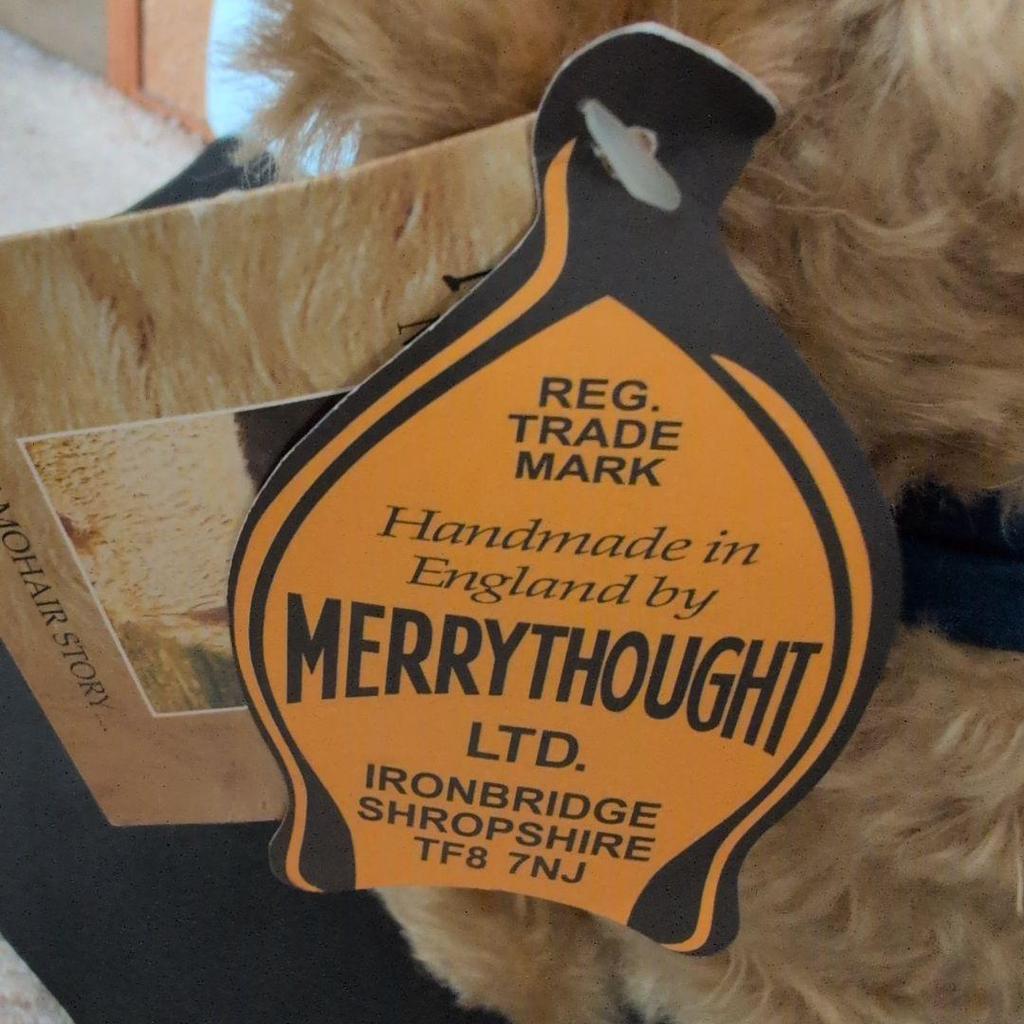 REG.
TRADE
MARK
Handmade in
England by
MERRYTHOUGHT
LTD.
IRONBRIDGE
SHROPSHIRE
TF8 7NJ
MOHAIR STORY